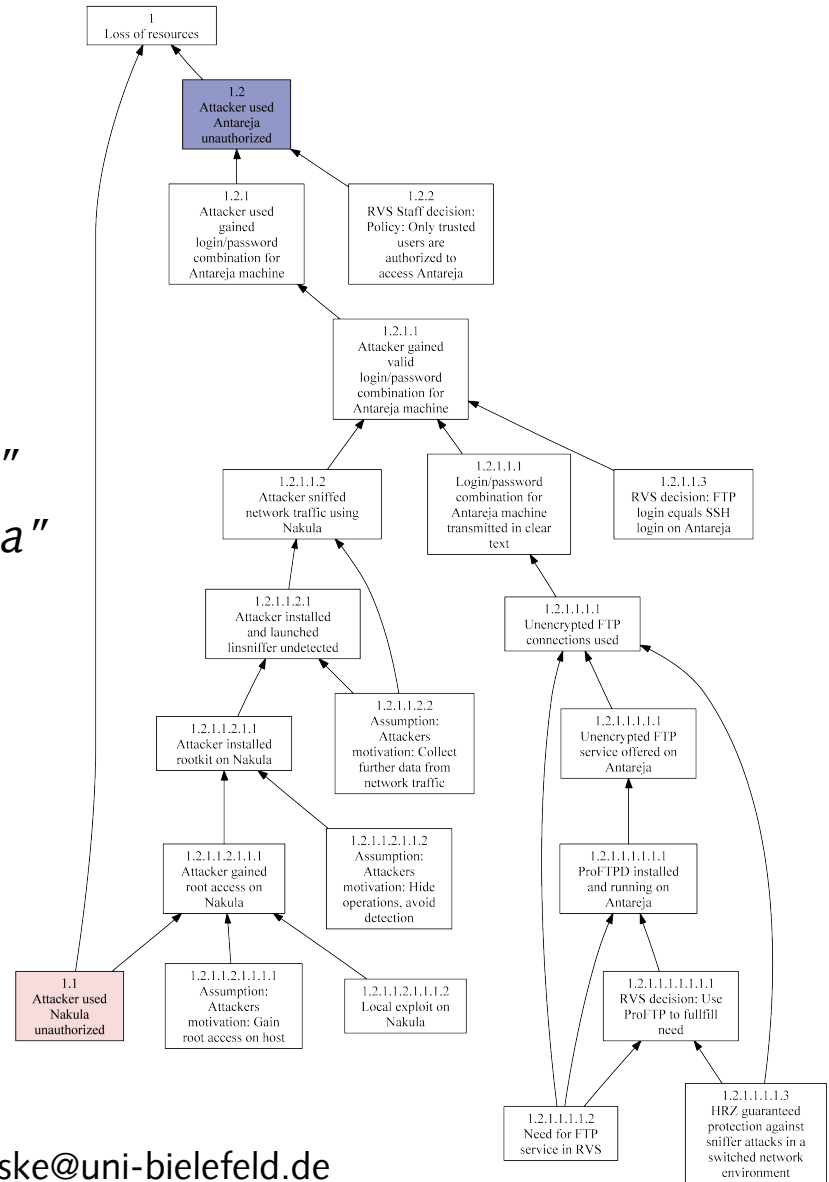 1
Loss of resources
1.2
Attacker used
Antareja
unauthorized
1.2.1
Attacker used
gained
login/password
combination for
Antareja machine
1.2.2
RVS Staff decision:
Policy: Only trusted
users are
authorized to
access Antareja
1.2.1.1
Attacker gained
valid
login/password
combination for
Antareja machine
"
a"
1.2.1.1.2
Attacker sniffed
network traffic using
Nakula
1.2.1.1.1
Login/password
combination for
Antareja machine
transmitted in clear
text
1.2.1.1.3
RVS decision: FTP
login equals SSH
login on Antareja
1.2.1.1.2.1
Attacker installed
and launched
linsniffer undetected
1.2.1.1.1.1
Unencrypted FTP
connections used
1.2.1.1.2.2
Assumption:
Attackers
motivation: Collect
further data from
network traffic
1.2.1.1.1.1.1
Unencrypted FTP
service offered on
Antareja
1.2.1.1.2.1.1
Attacker installed
rootkit on Nakula
1.2.1.1.2.1.1.2
Assumption:
Attackers
motivation: Hide
operations, avoid
detection
1.2.1.1.2.1.1.1
Attacker gained
root access on
Nakula
1.2.1.1.1.1.1.1
ProFTPD installed
and running on
Antareja
1.1
Attacker used
Nakula
unauthorized
1.2.1.1.2.1.1.1.1
Assumption:
Attackers
motivation: Gain
root access on host
1.2.1.1.2.1.1.1.2
Local exploit on
Nakula
1.2.1.1.1.1.1.1.1
RVS decision: Use
ProFTP to fullfill
need
1.2.1.1.1.1.2
Need for FTP
service in RVS
1.2.1.1.1.1.3
HRZ guaranteed
protection against
sniffer attacks in a
switched network
environment
ske@uni-bielefeld.de